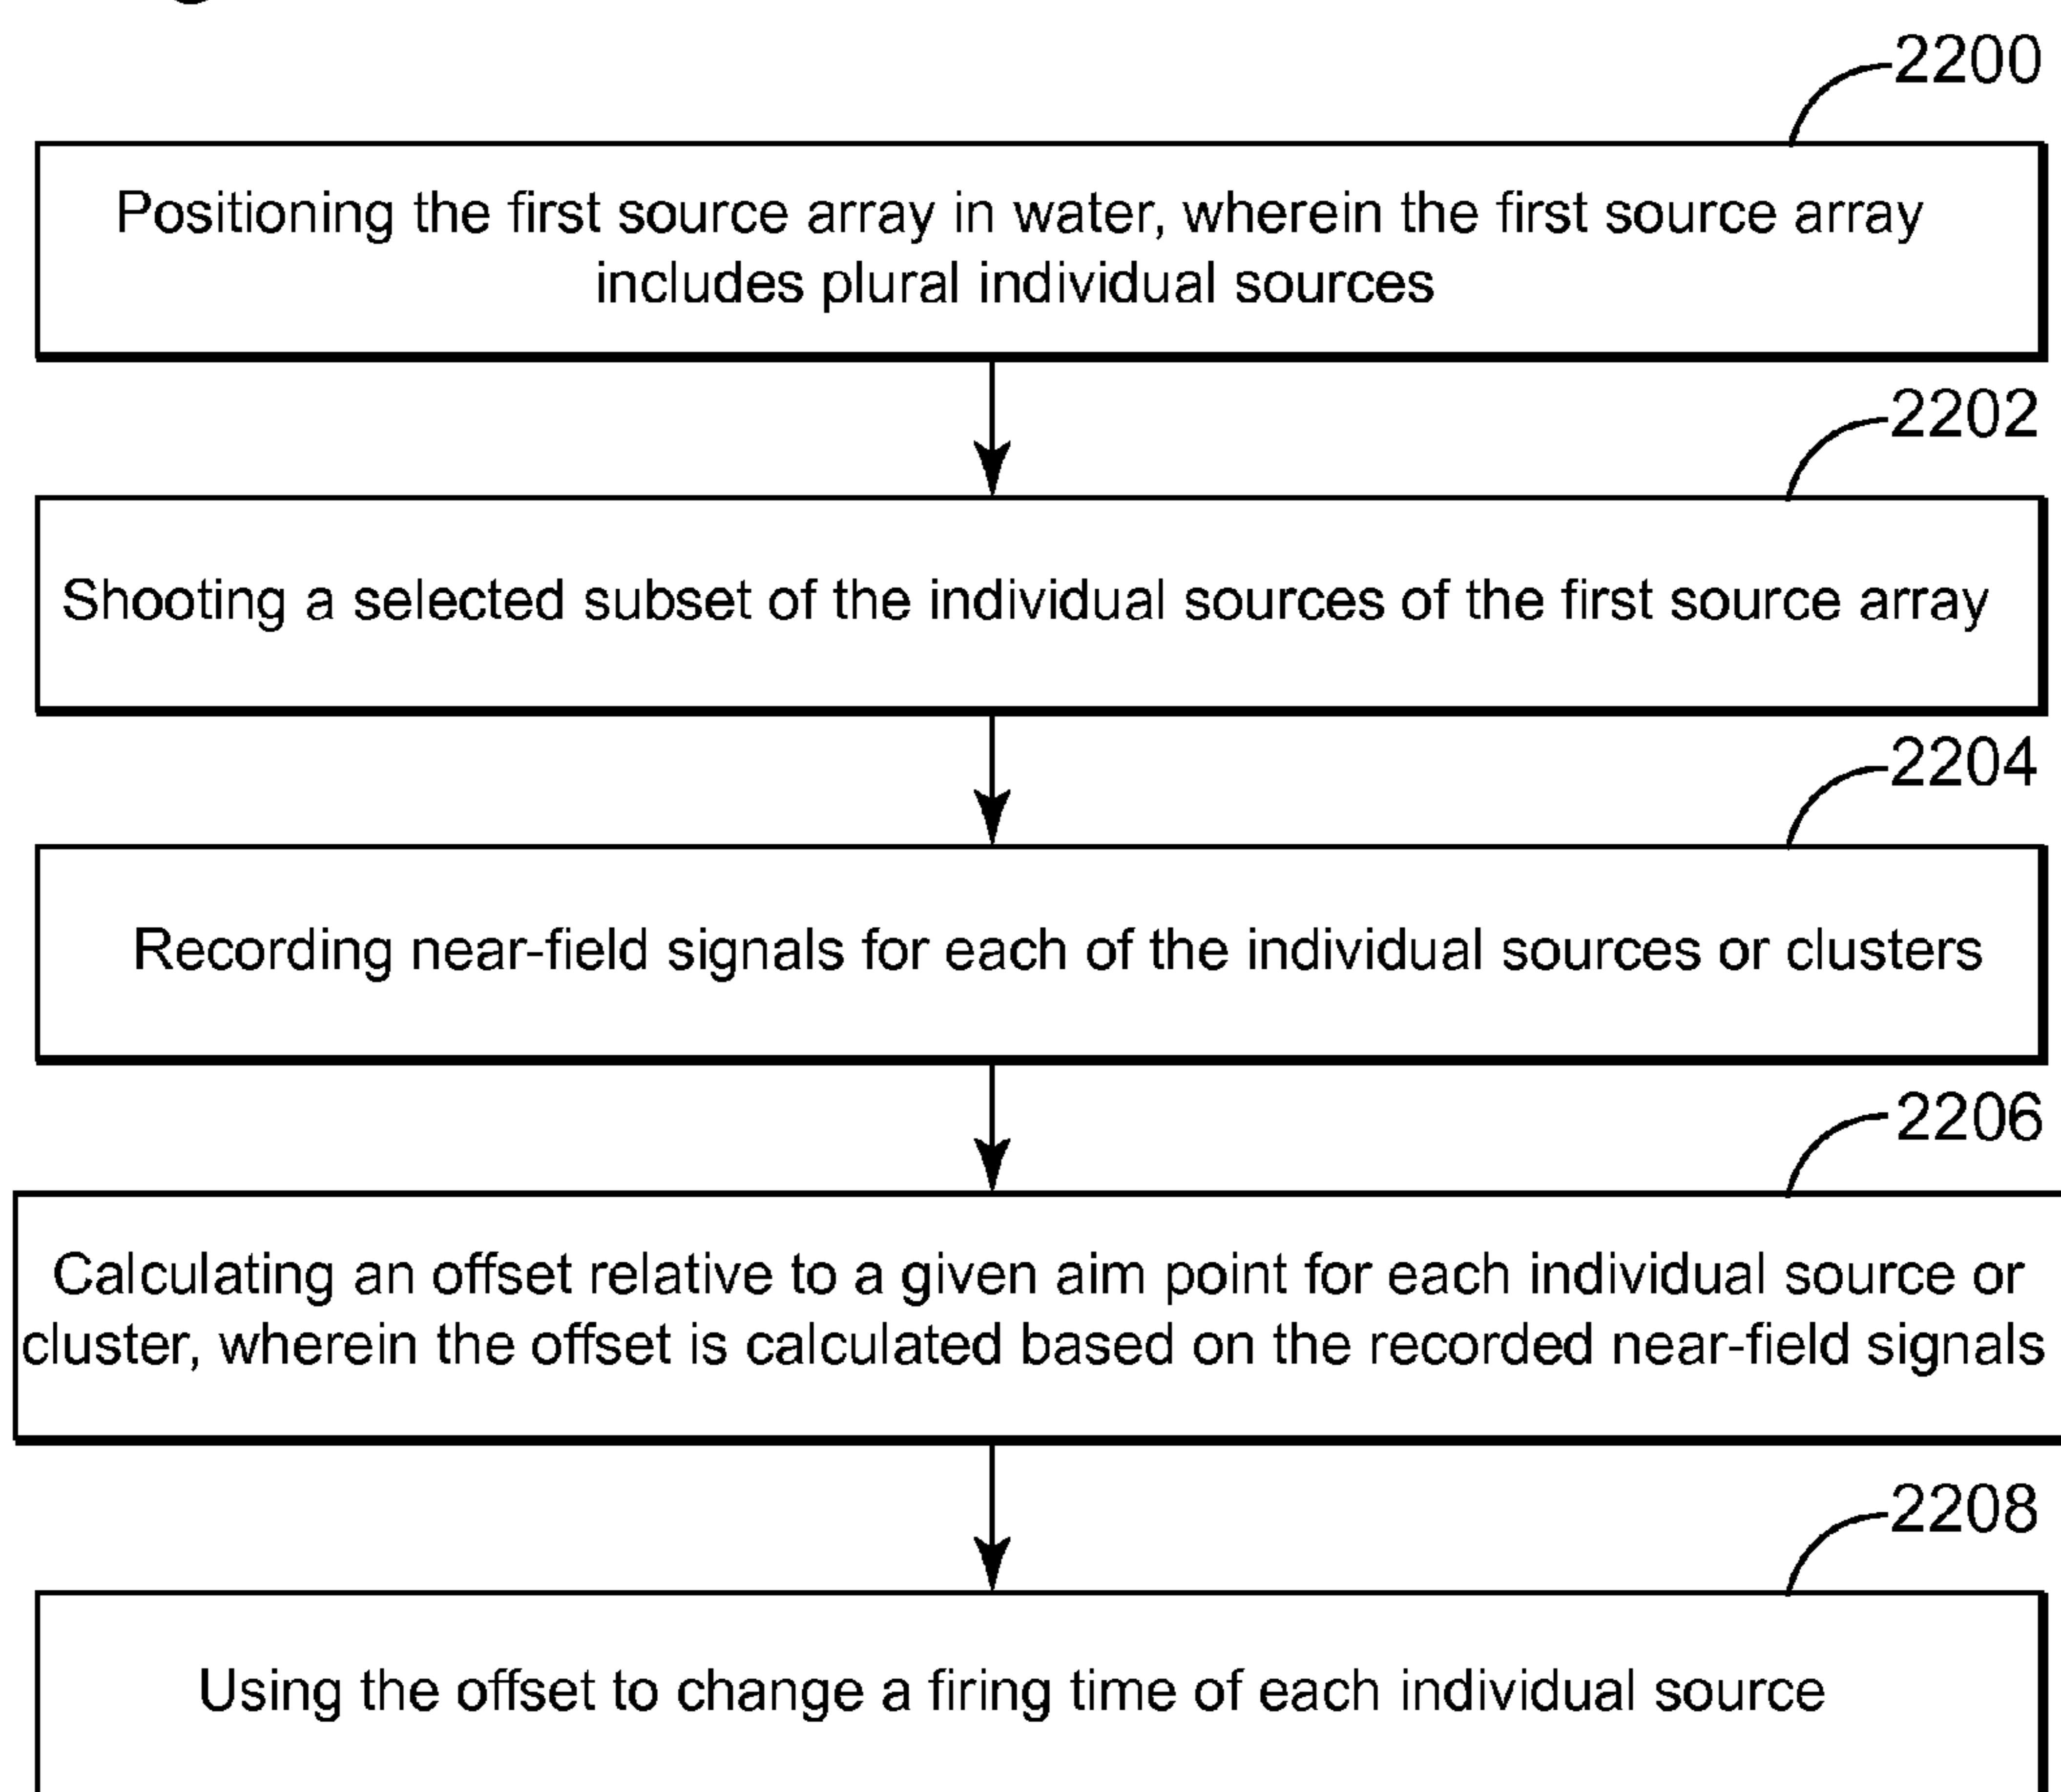 2200
Positioning the first source array in water, wherein the first source array
includes plural individual sources
2202
Shooting a selected subset of the individual sources of the first source array
2204
Recording near-field signals for each of the individual sources or clusters
2206
Calculating an offset relative to a given aim point for each individual source or
cluster, wherein the offset is calculated based on the recorded near-field signals
2208
Using the offset to change a firing time of each individual source